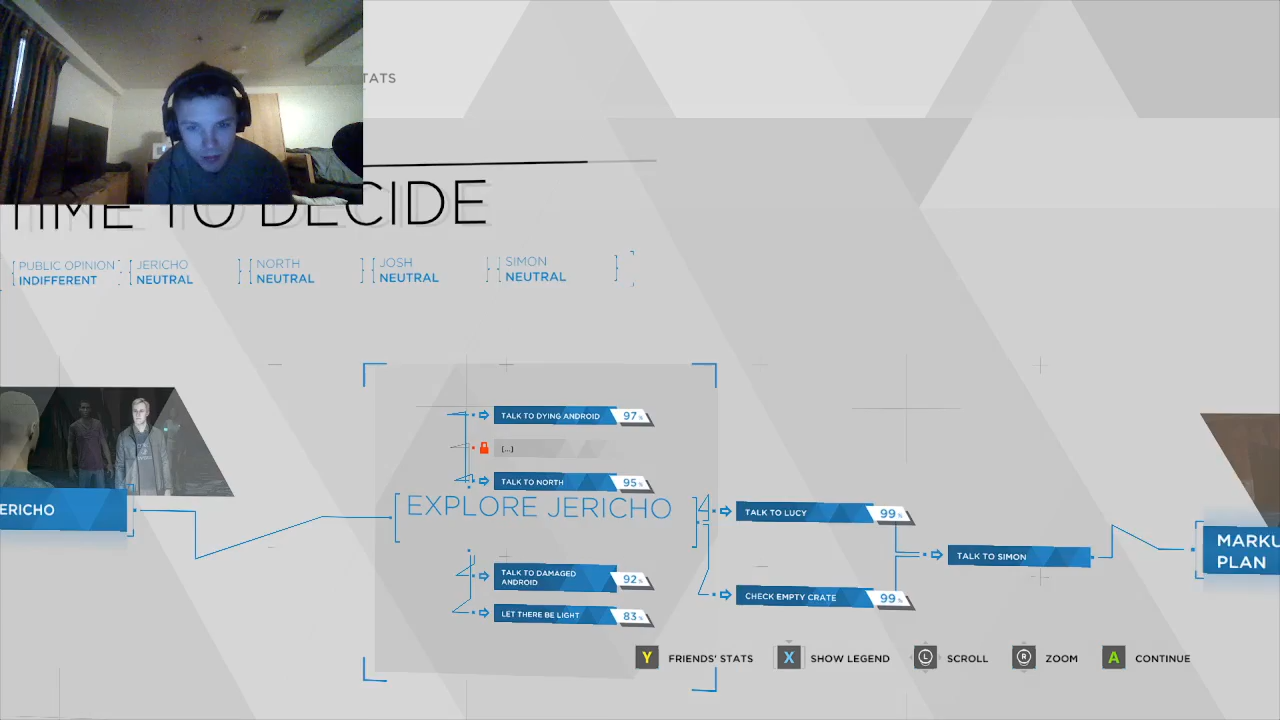 TATS
TIME TO DECIDE
PUBLIC OPINION
INDIFFERENT
JERICHO
NEUTRAL
NORTH
NEUTRAL
JOSH
NEUTRAL
SIMON
NEUTRAL
ERICHO
TALK TO DYING ANDROID 97%
[...]
TALK TO NORTH 95%
EXPLORE JERICHO
TALK TO DAMAGED
ANDROID 92%
LET THERE BE LIGHT 83%
TALK TO LUCY 99%
CHECK EMPTY CRATE 99%
TALK TO SIMON
MARKU
PLAN
Y FRIENDS' STATS
X SHOW LEGEND
L SCROLL
R ZOOM
A CONTINUE